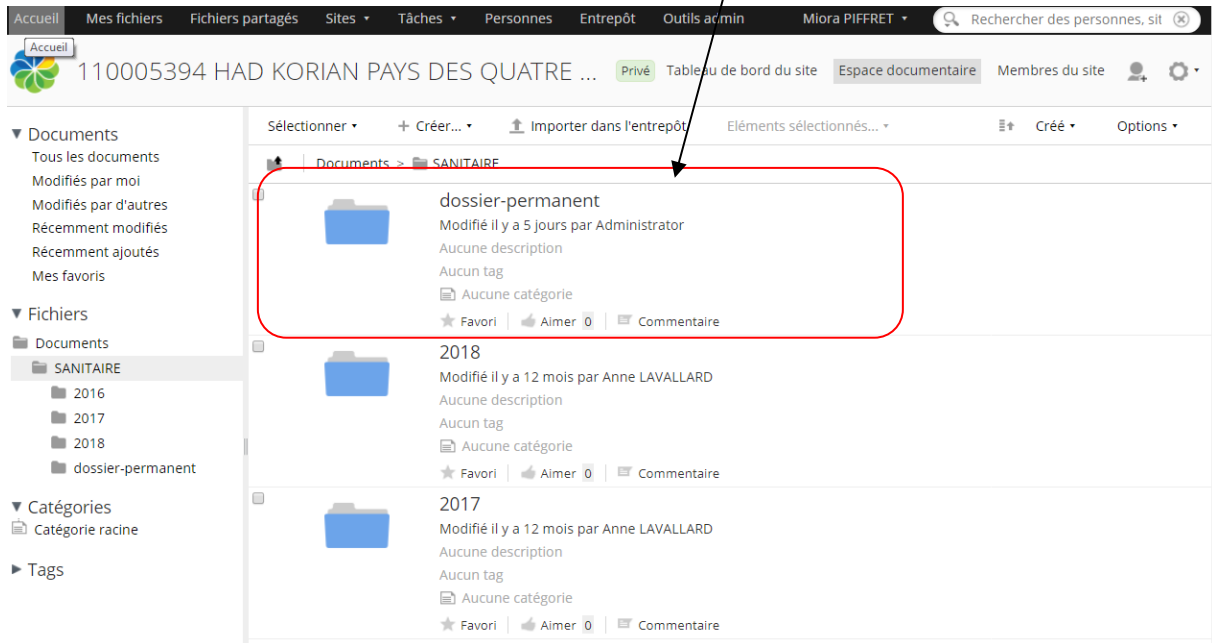 Accueil Mes fichiers Fichiers partagés Sites Tâches Personnes Entrepôt Outils admin Miora PIFFRET Rechercher des personnes, sit
Accueil
110005394 HAD KORIAN PAYS DES QUATRE ... Privé Tableau de bord du site Espace documentaire Membres du site
Documents
Tous les documents
Modifiés par moi
Modifiés par d'autres
Récemment modifiés
Récemment ajoutés
Mes favoris
Fichiers
Documents
SANITAIRE
2016
2017
2018
dossier-permanent
Catégories
Catégorie racine
Tags
Sélectionner + Créer... Importer dans l'entrepôt Eléments sélectionnés... Créé Options
Documents > SANITAIRE
dossier-permanent
Modifié il y a 5 jours par Administrator
Aucune description
Aucun tag
Aucune catégorie
Favori Aimer 0 Commentaire
2018
Modifié il y a 12 mois par Anne LAVALLARD
Aucune description
Aucun tag
Aucune catégorie
Favori Aimer 0 Commentaire
2017
Modifié il y a 12 mois par Anne LAVALLARD
Aucune description
Aucun tag
Aucune catégorie
Favori Aimer 0 Commentaire